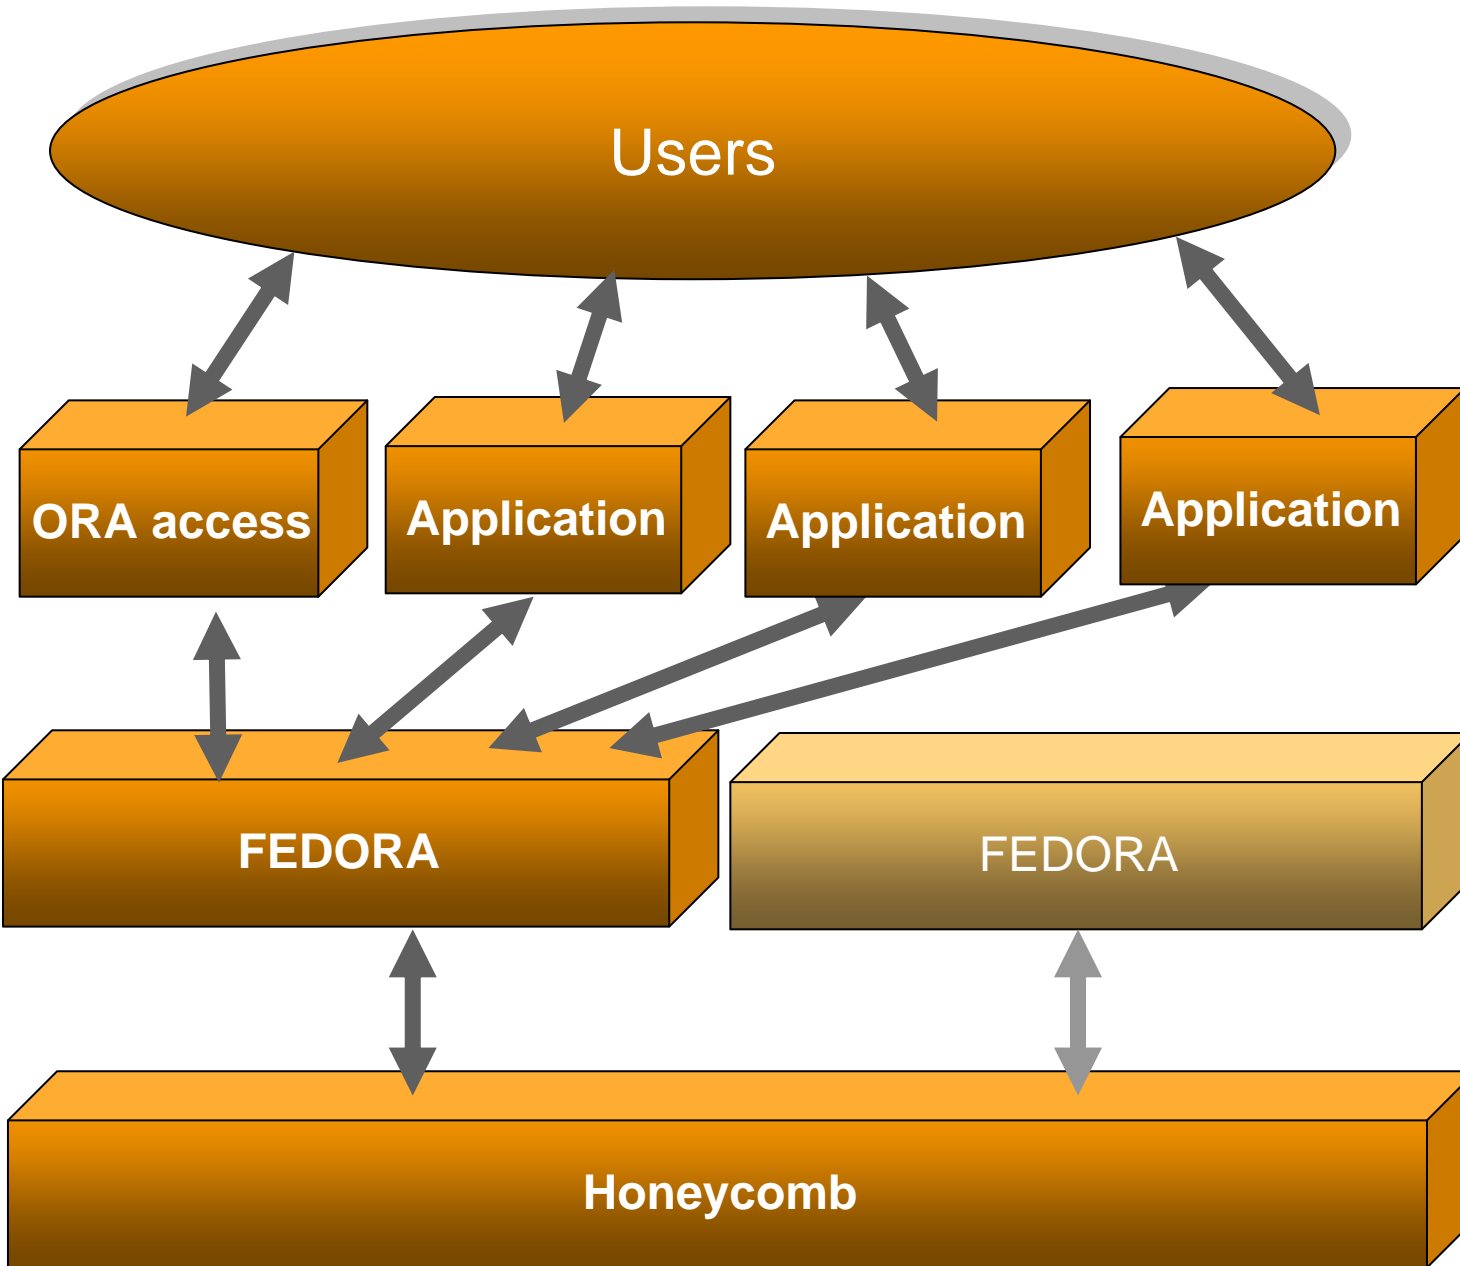 Users
ORA access
Application
Application
Application
FEDORA
FEDORA
Honeycomb